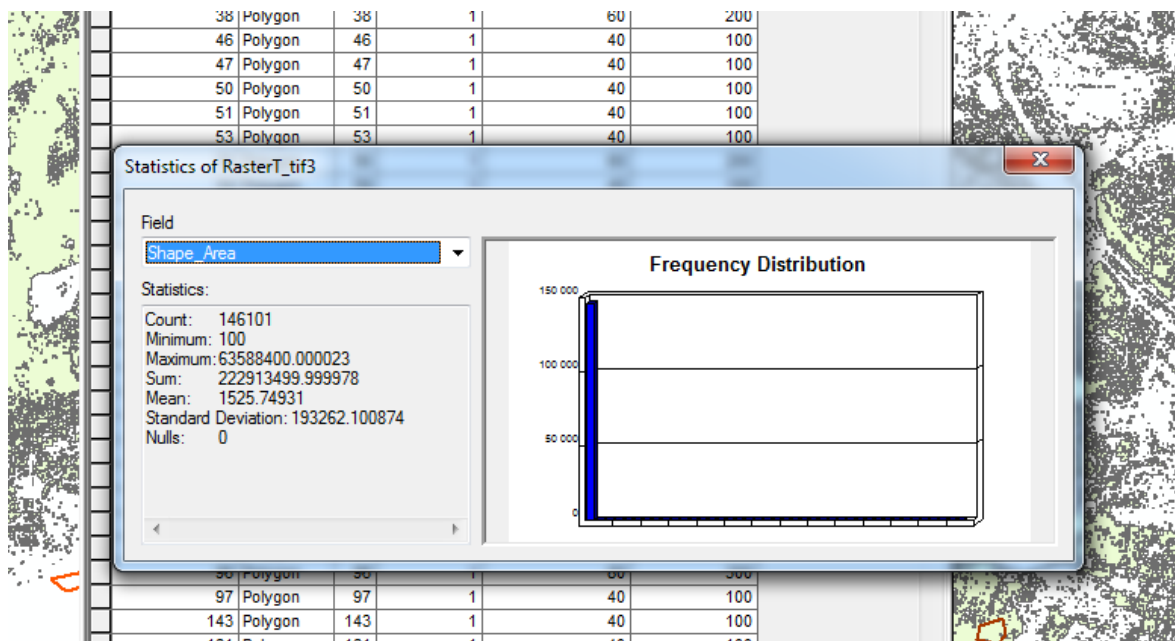 38 Polygon 38 1 60 200
46 Polygon 46 1 40 100
47 Polygon 47 1 40 100
50 Polygon 50 1 40 100
51 Polygon 51 1 40 100
53 Polygon 53 1 40 100
Statistics of RasterT_tif3
Field
Shape_Area
Statistics:
Count: 146101
Minimum: 100
Maximum: 63588400.000023
Sum: 222913499.999978
Mean: 1525.74931
Standard Deviation: 193262.100874
Nulls: 0
Frequency Distribution
150 000
100 000
50 000
0
97 Polygon 97 1 40 100
143 Polygon 143 1 40 100